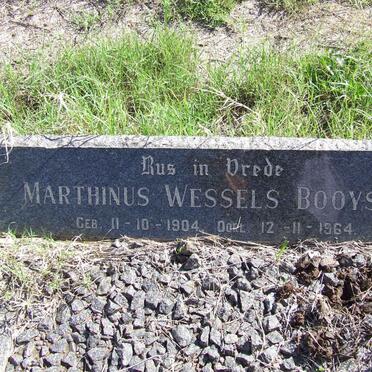 Rus in Vrede
MARTHINUS WESSELS BOOYS
GEB. 11-10-1904. OORL. 12-11-1964.